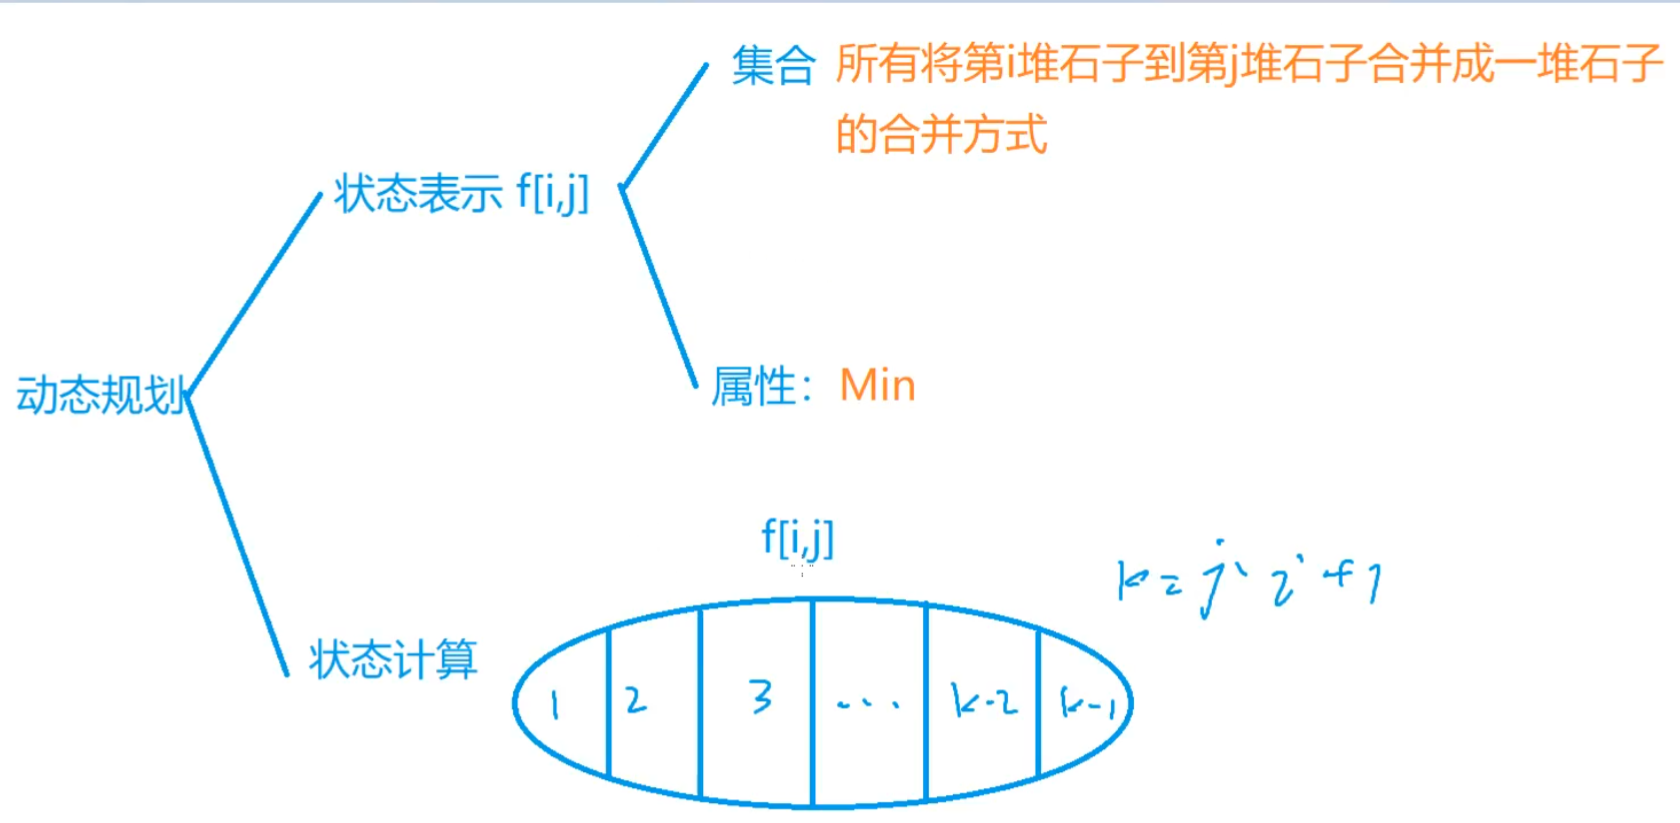 集合 所有将第i堆石子到第j堆石子合并成一堆石子
的合并方式
状态表示 f[i,j]
动态规划
属性：Min
f[i,j]
k = j - i + 1
状态计算
1 2 3 ... k-2 k-1